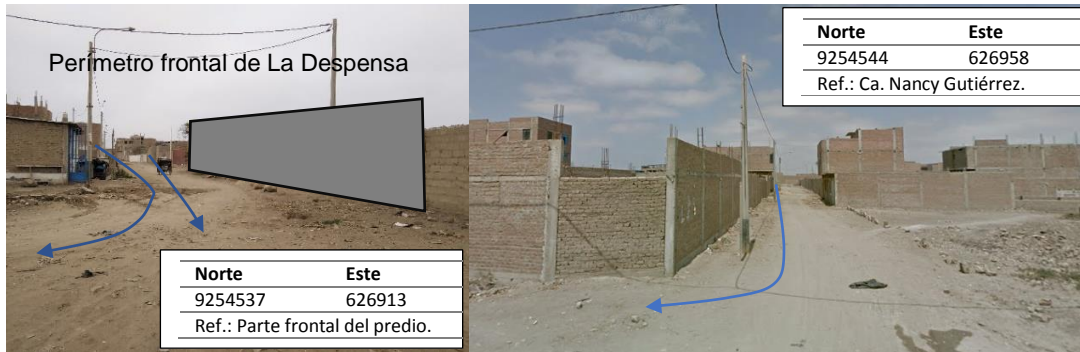 Perímetro frontal de La Despensa
Norte Este
9254537 626913
Ref.: Parte frontal del predio.
Norte Este
9254544 626958
Ref.: Ca. Nancy Gutiérrez.